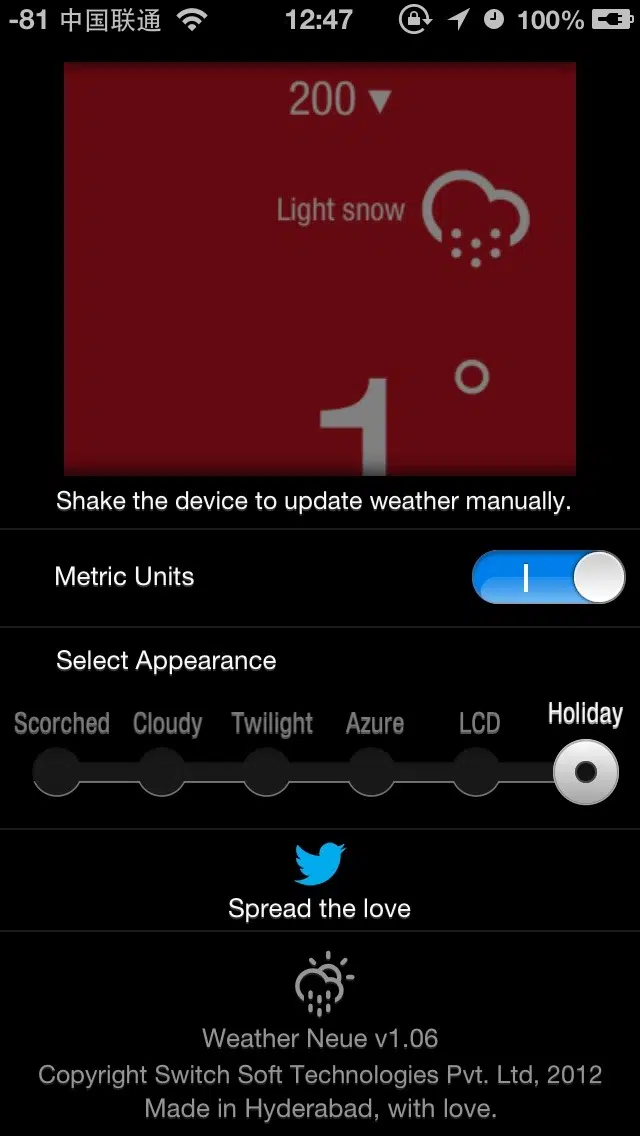 -81 中国联通 12:47 100%
200 ▼
Light snow
1°
Shake the device to update weather manually.
Metric Units
Select Appearance
Scorched Cloudy Twilight Azure LCD Holiday
Spread the love
Weather Neue v1.06
Copyright Switch Soft Technologies Pvt. Ltd, 2012
Made in Hyderabad, with love.